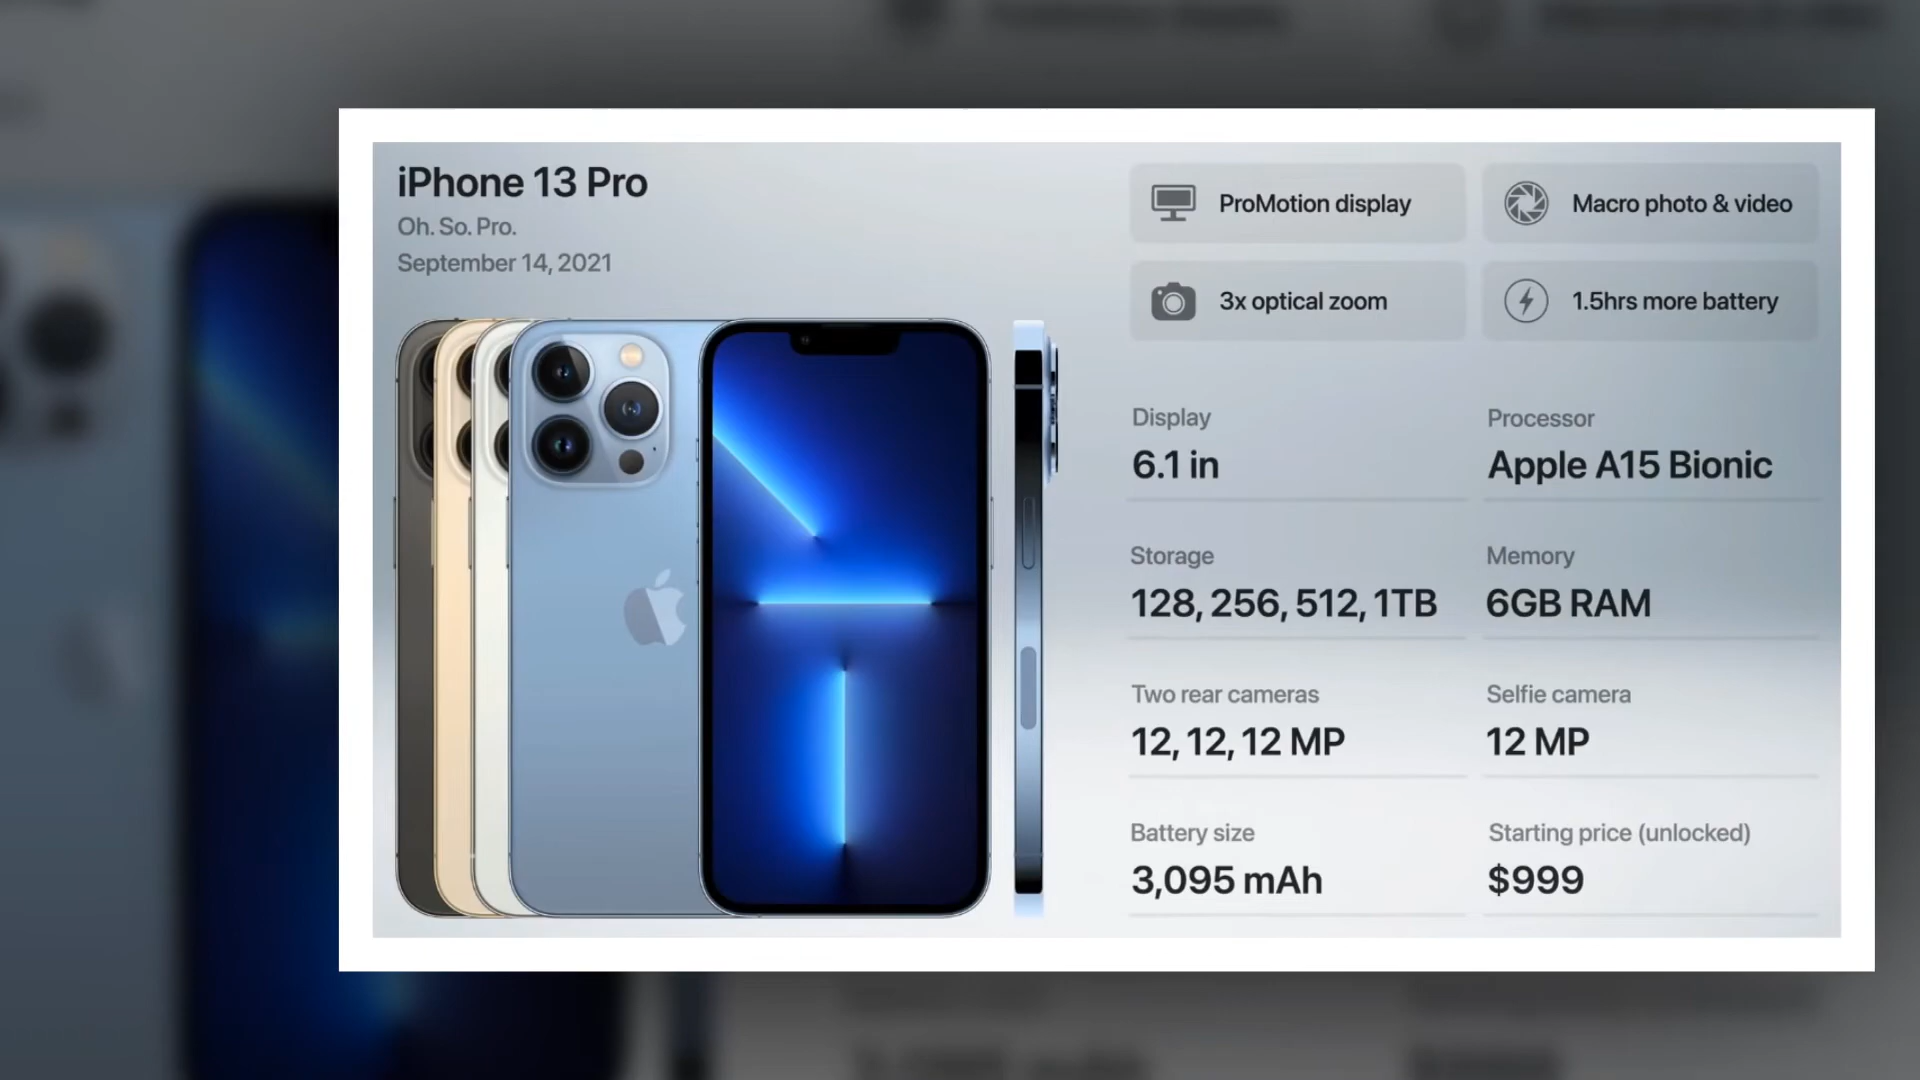 iPhone 13 Pro
Oh. So. Pro.
September 14, 2021
ProMotion display
Macro photo & video
3x optical zoom
1.5hrs more battery
Display
6.1 in
Processor
Apple A15 Bionic
Storage
128, 256, 512, 1TB
Memory
6GB RAM
Two rear cameras
12, 12, 12 MP
Selfie camera
12 MP
Battery size
3,095 mAh
Starting price (unlocked)
$999